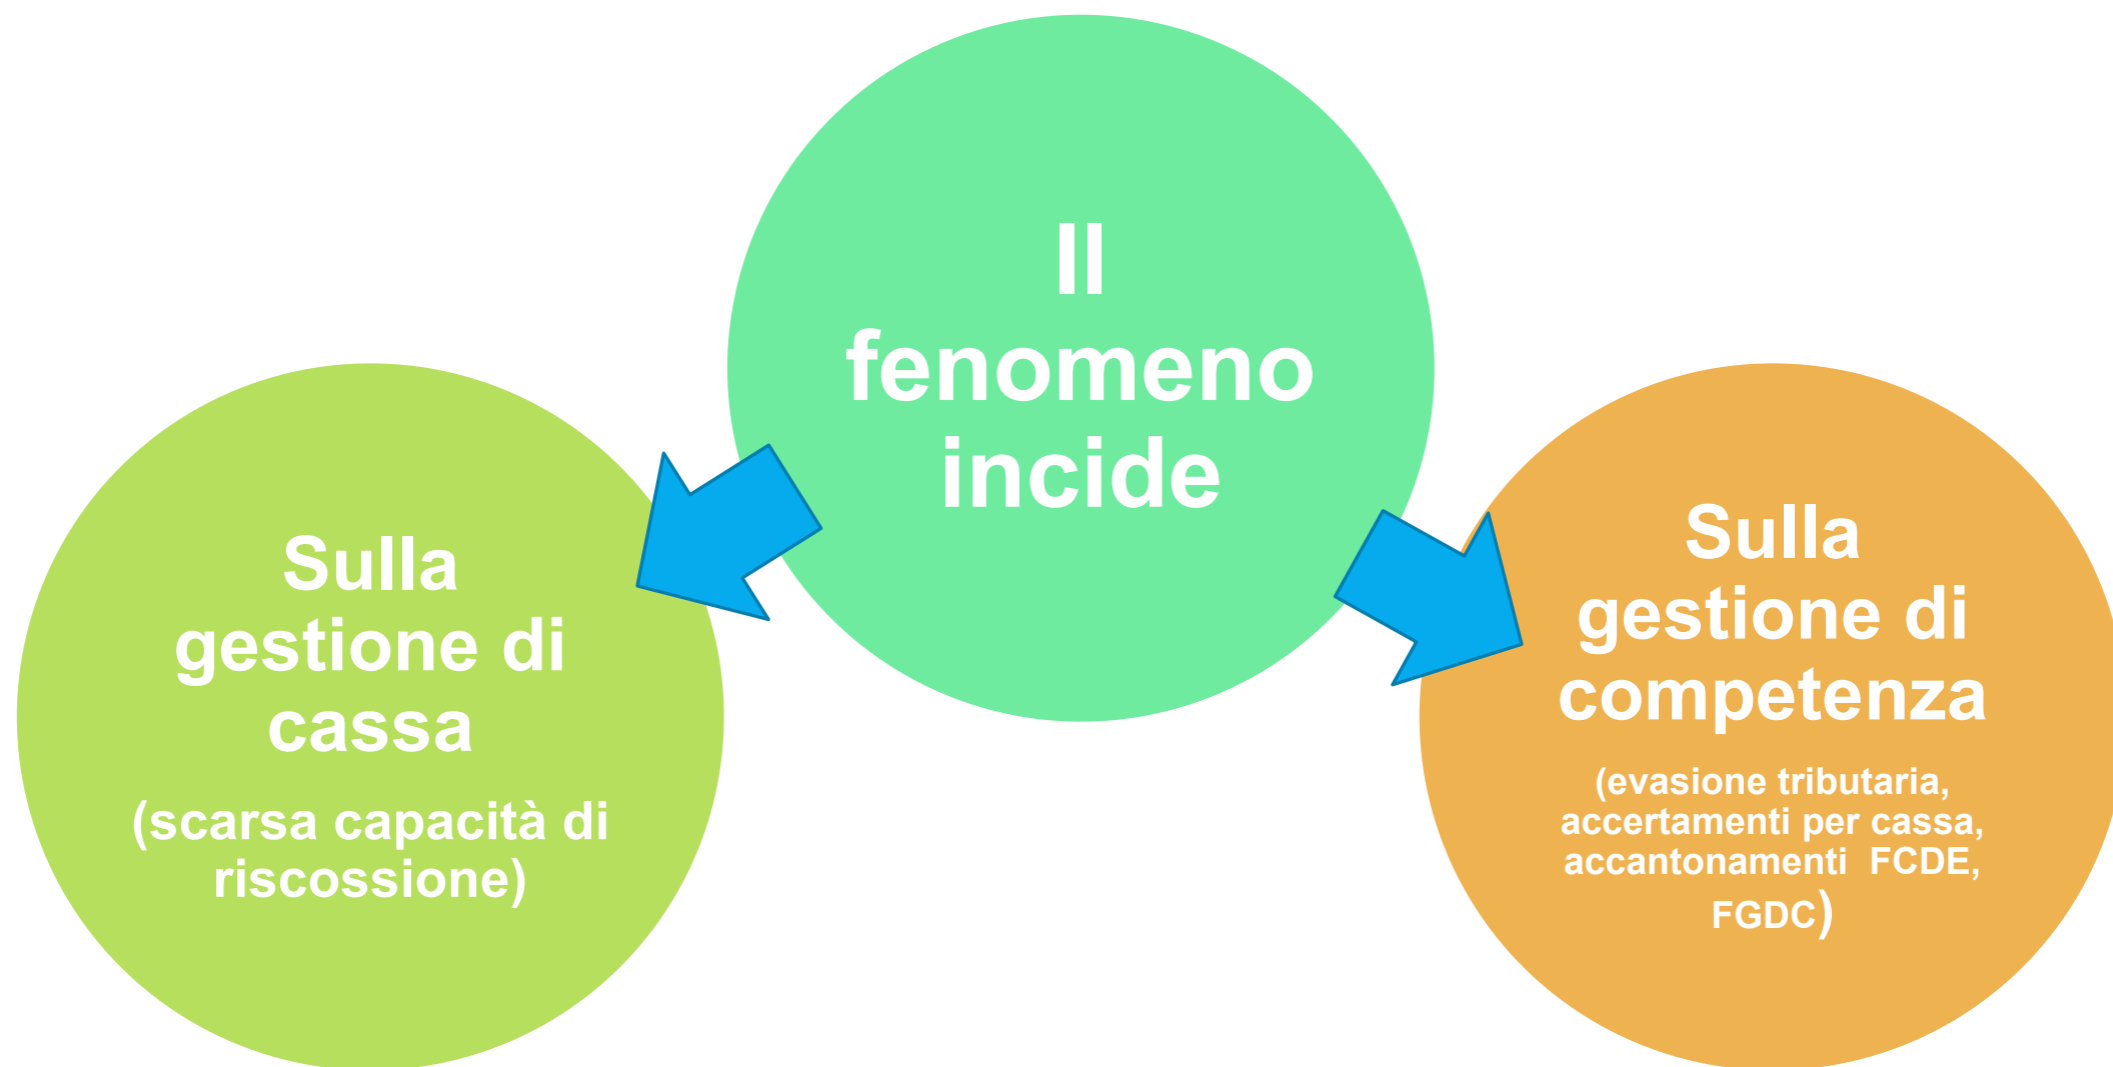 Il
fenomeno
incide
Sulla
gestione di
cassa
(scarsa capacità di
riscossione)
Sulla
gestione di
competenza
(evasione tributaria,
accertamenti per cassa,
accantonamenti  FCDE,
FGDC)